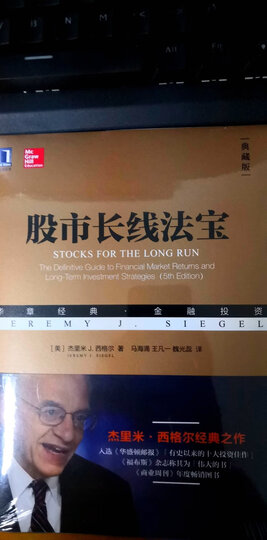 Mc
Graw
Hill
Education
典藏版
股市长线法宝
STOCKS FOR THE LONG RUN
The Definitive Guide to Financial Market Returns and
Long-Term Investment Strategies (5th Edition)
华章经典·金融投资
JEREMY J. SIEGEL
[美] 杰里米 J. 西格尔 著 马海涌 王凡一 魏光蕊 译
JEREMY J. SIEGEL
杰里米·西格尔经典之作
入选《华盛顿邮报》“有史以来的十大投资佳作”
《福布斯》杂志称其为“伟大的书”
《商业周刊》年度畅销图书